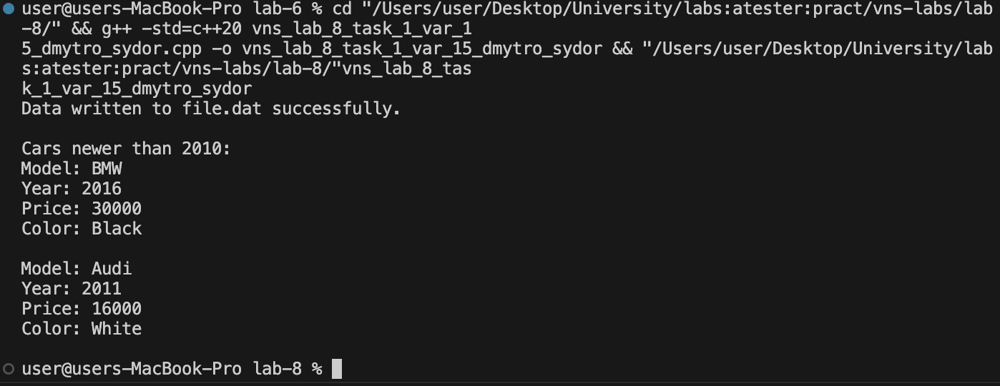 user@users-MacBook-Pro lab-6 % cd "/Users/user/Desktop/University/labs:atester:pract/vns-labs/lab
-8/" && g++ -std=c++20 vns_lab_8_task_1_var_1
5_dmytro_sydor.cpp -o vns_lab_8_task_1_var_15_dmytro_sydor && "/Users/user/Desktop/University/lab
s:atester:pract/vns-labs/lab-8/"vns_lab_8_tas
k_1_var_15_dmytro_sydor
Data written to file.dat successfully.

Cars newer than 2010:
Model: BMW
Year: 2016
Price: 30000
Color: Black

Model: Audi
Year: 2011
Price: 16000
Color: White

user@users-MacBook-Pro lab-8 %